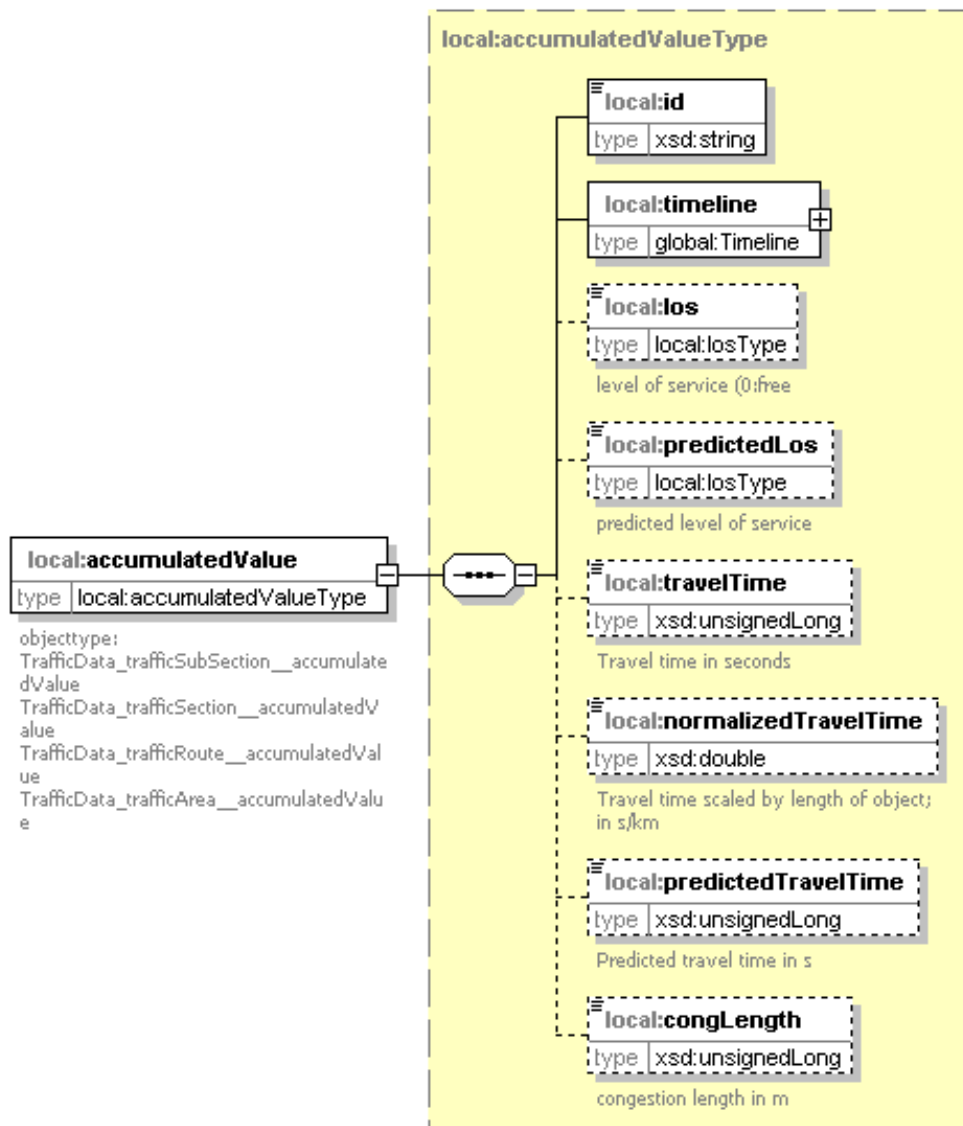 local:accumulatedValueType
local:id
type xsd:string
local:timeline
type global:Timeline
local:los
type local:losType
level of service (0:free
local:predictedLos
type local:losType
predicted level of service
local:accumulatedValue
type local:accumulatedValueType
objecttype:
TrafficData_trafficSubSection__accumulate
dValue
TrafficData_trafficSection__accumulatedV
alue
TrafficData_trafficRoute__accumulatedVal
ue
TrafficData_trafficArea__accumulatedValu
e
local:travelTime
type xsd:unsignedLong
Travel time in seconds
local:normalizedTravelTime
type xsd:double
Travel time scaled by length of object;
in s/km
local:predictedTravelTime
type xsd:unsignedLong
Predicted travel time in s
local:congLength
type xsd:unsignedLong
congestion length in m